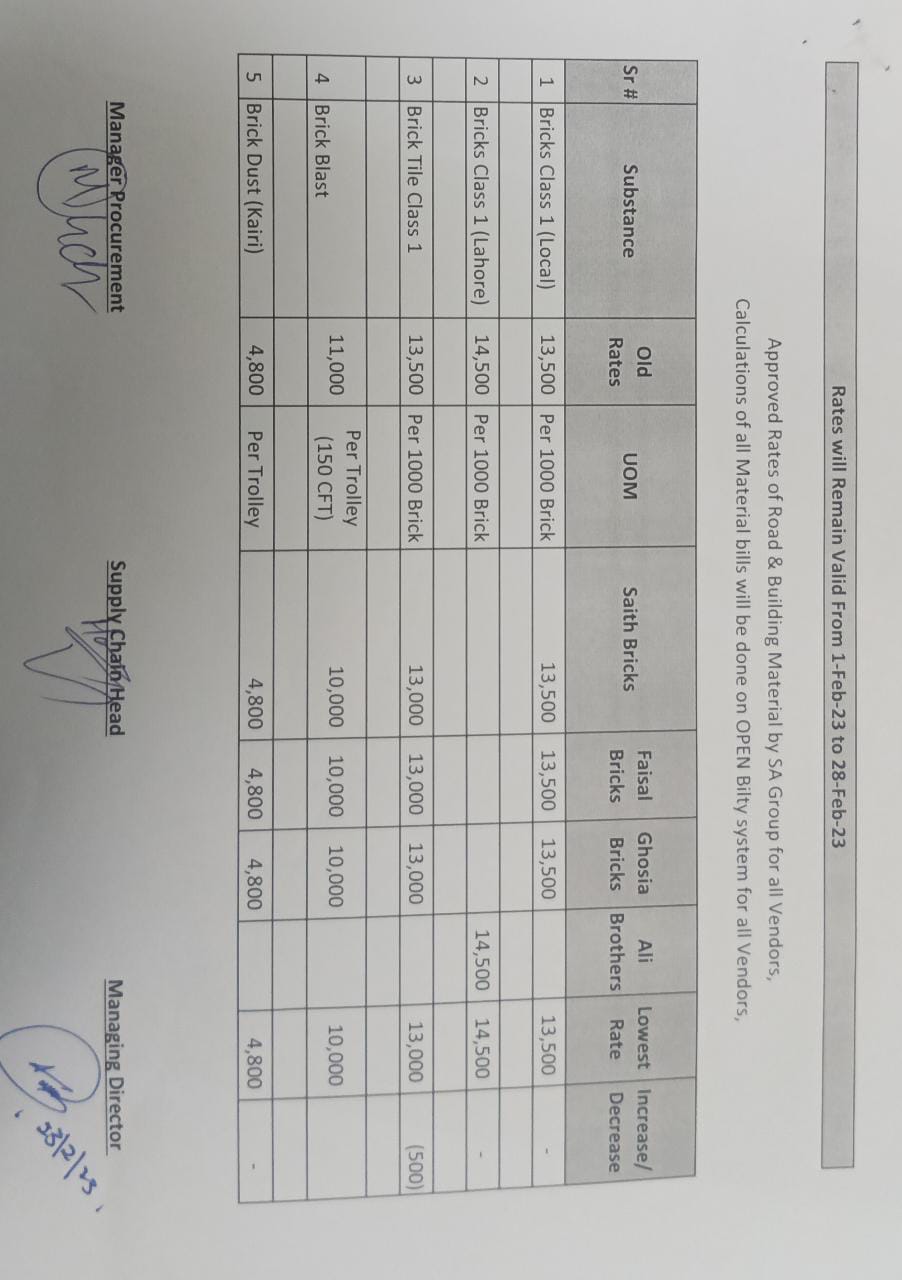 Rates will Remain Valid From 1-Feb-23 to 28-Feb-23
Approved Rates of Road & Building Material by SA Group for all Vendors,
Calculations of all Material bills will be done on OPEN Bilty system for all Vendors,
Sr # Substance Old Rates UOM Saith Bricks Faisal Bricks Ghosia Bricks Ali Brothers Lowest Rate Increase/ Decrease
1 Bricks Class 1 (Local) 13,500 Per 1000 Brick 13,500 13,500 13,500 13,500 -
2 Bricks Class 1 (Lahore) 14,500 Per 1000 Brick 14,500 14,500 -
3 Brick Tile Class 1 13,500 Per 1000 Brick 13,000 13,000 13,000 13,000 (500)
4 Brick Blast 11,000 Per Trolley (150 CFT) 10,000 10,000 10,000 10,000
5 Brick Dust (Kairi) 4,800 Per Trolley 4,800 4,800 4,800 4,800 -
Manager Procurement Supply Chain Head Managing Director